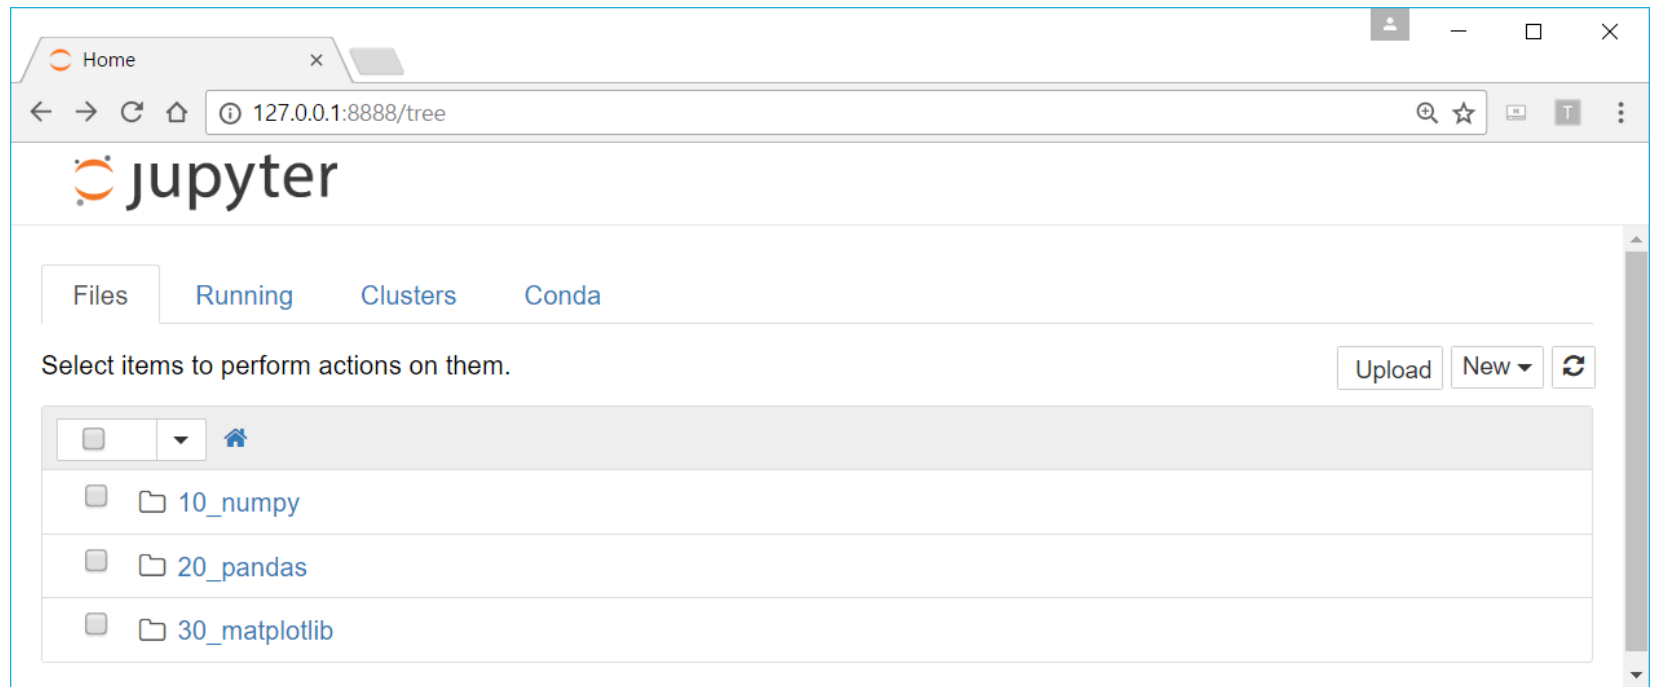 Home
127.0.0.1:8888/tree
T
jupyter
Files Running Clusters Conda
Select items to perform actions on them.
Upload New
10_numpy
20_pandas
30_matplotlib